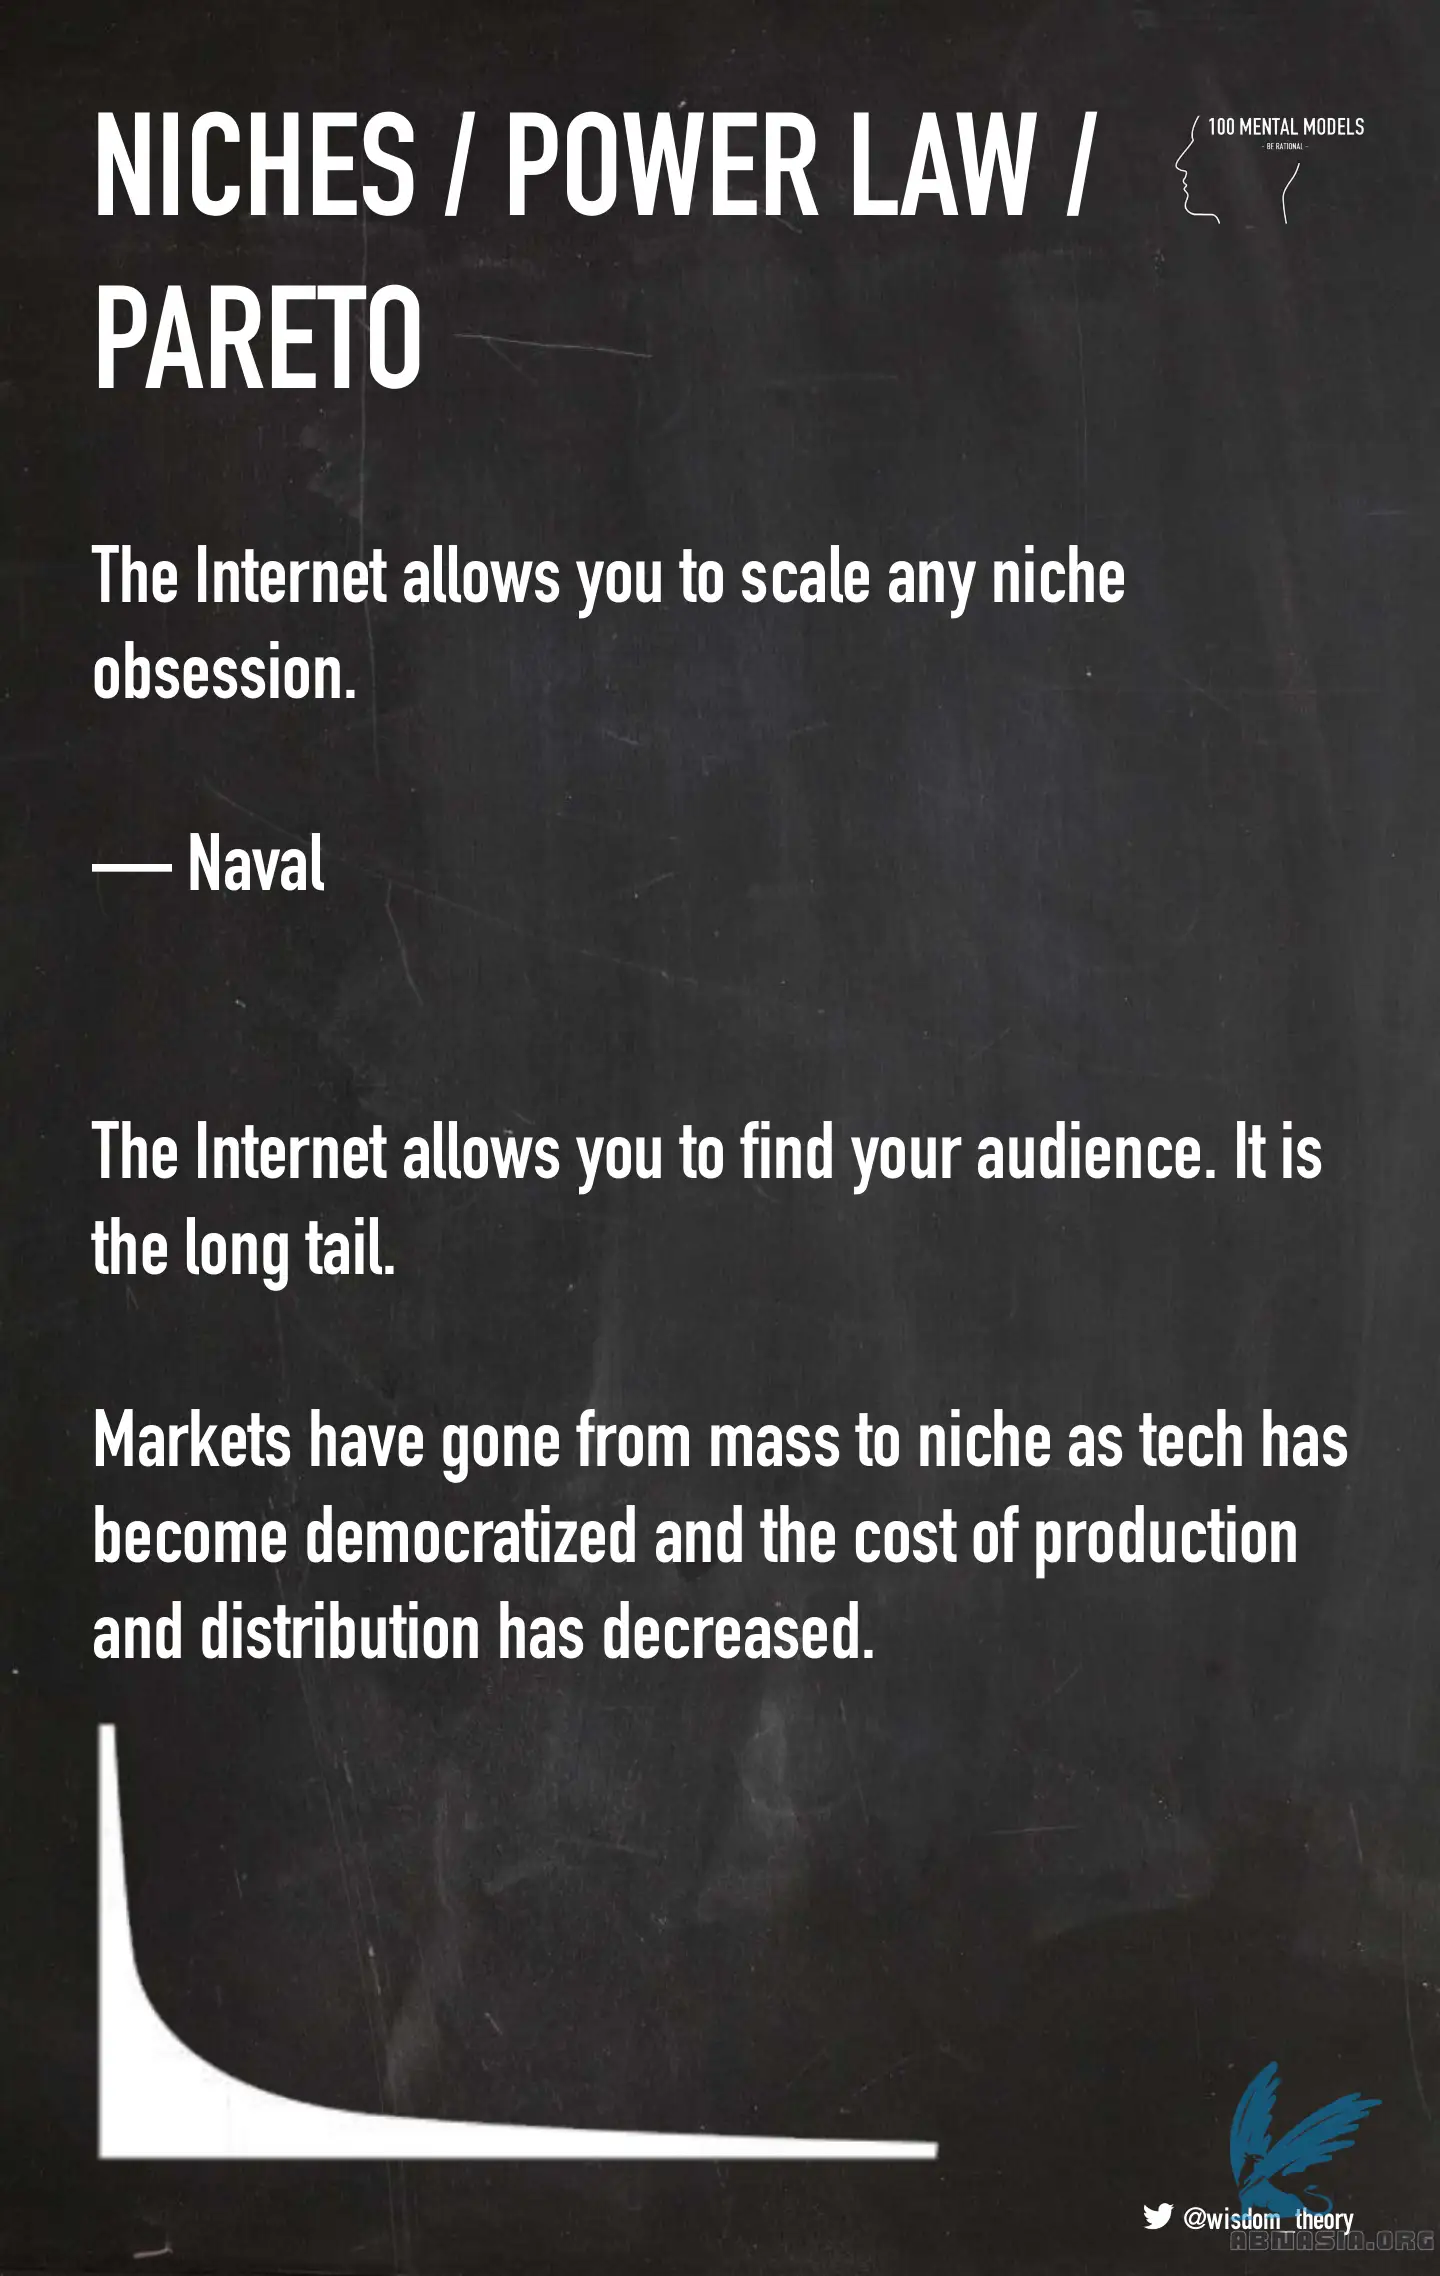 NICHES / POWER LAW /
PARETO
100 MENTAL MODELS
- BE RATIONAL -
The Internet allows you to scale any niche
obsession.
— Naval
The Internet allows you to find your audience. It is
the long tail.
Markets have gone from mass to niche as tech has
become democratized and the cost of production
and distribution has decreased.
@wisdom_theory
ABNASIA.ORG